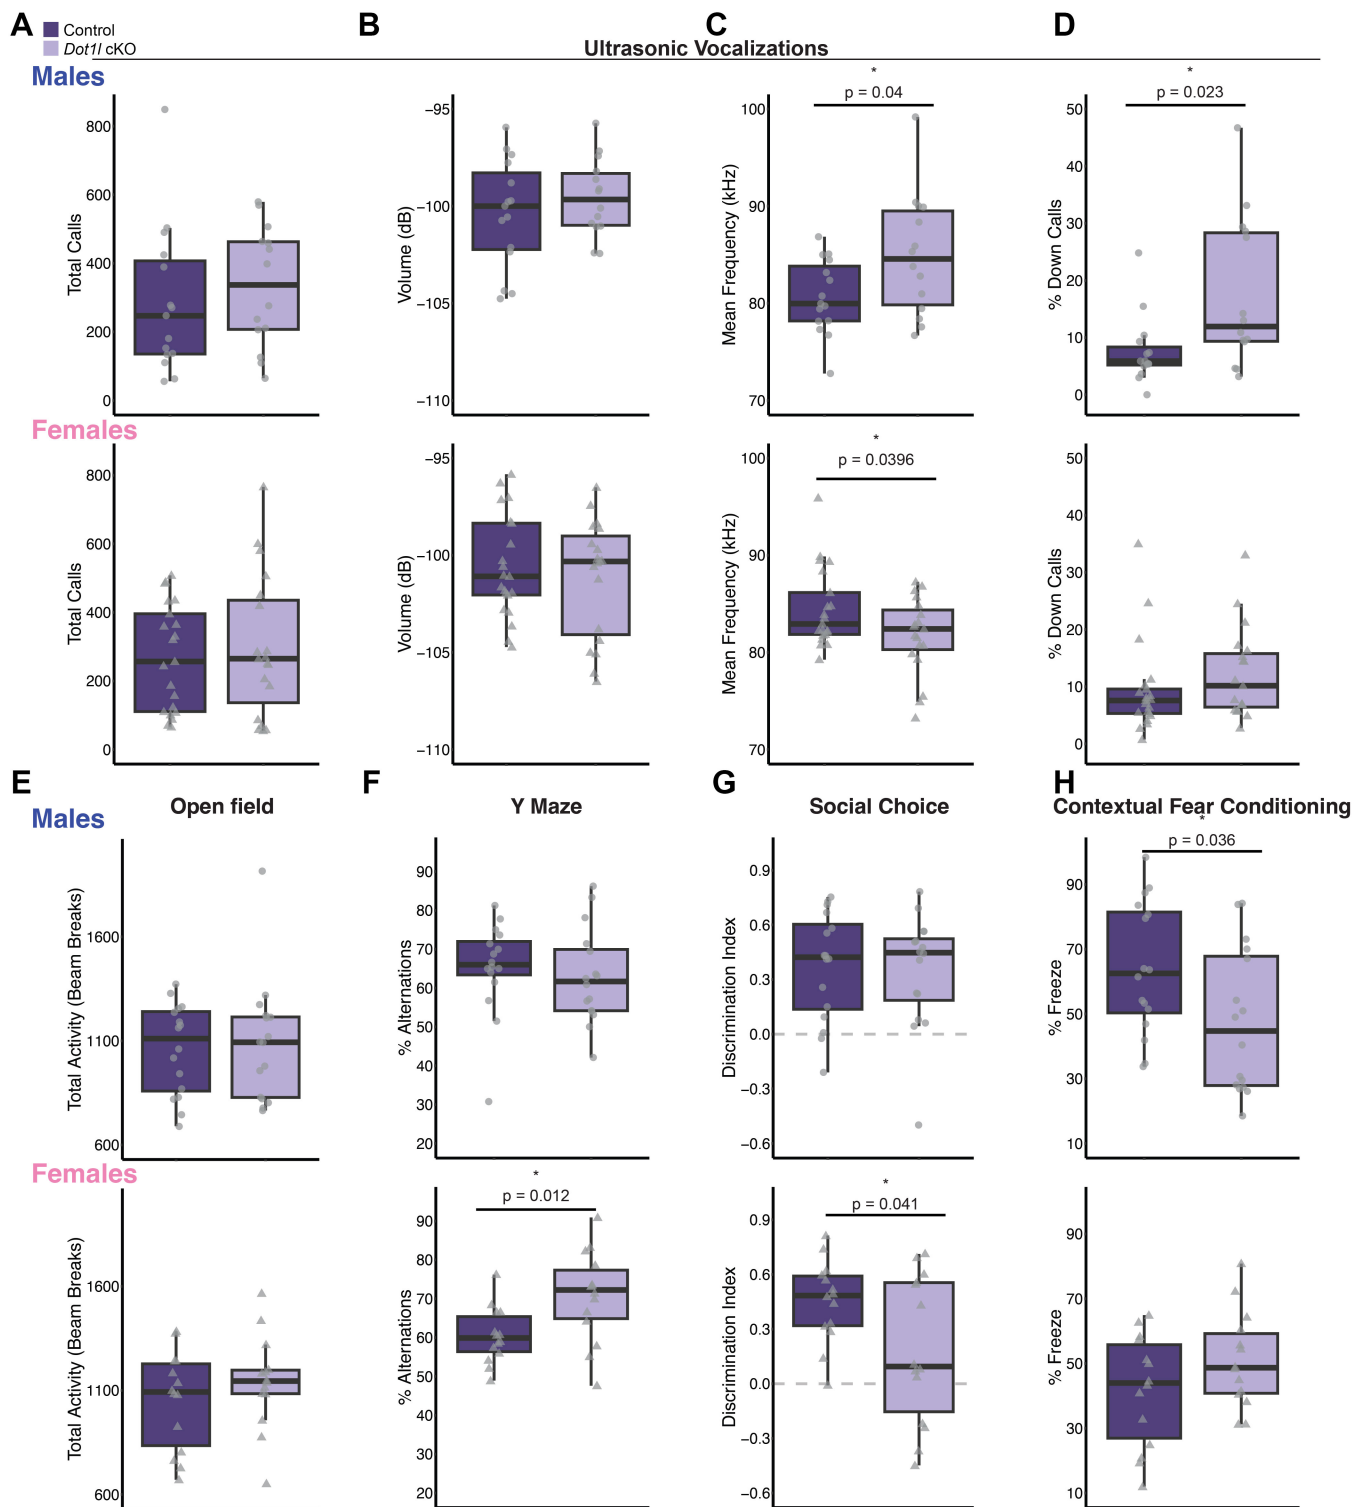 A
Control
Dot1l cKO
B
C
D
Ultrasonic Vocalizations
Males
800
600
400
200
0
Total Calls
−95
−100
−105
−110
Volume (dB)
*
p = 0.04
100
90
80
70
Mean Frequency (kHz)
*
p = 0.023
50
40
30
20
10
0
% Down Calls
Females
800
600
400
200
0
Total Calls
−95
−100
−105
−110
Volume (dB)
*
p = 0.0396
100
90
80
70
Mean Frequency (kHz)
50
40
30
20
10
0
% Down Calls
E
F
G
H
Open field
Y Maze
Social Choice
Contextual Fear Conditioning
Males
1600
1100
600
Total Activity (Beam Breaks)
90
80
70
60
50
40
30
20
% Alternations
0.9
0.6
0.3
0.0
−0.3
−0.6
Discrimination Index
*
p = 0.036
90
70
50
30
10
% Freeze
Females
1600
1100
600
Total Activity (Beam Breaks)
*
p = 0.012
90
80
70
60
50
40
30
20
% Alternations
*
p = 0.041
0.9
0.6
0.3
0.0
−0.3
−0.6
Discrimination Index
90
70
50
30
10
% Freeze